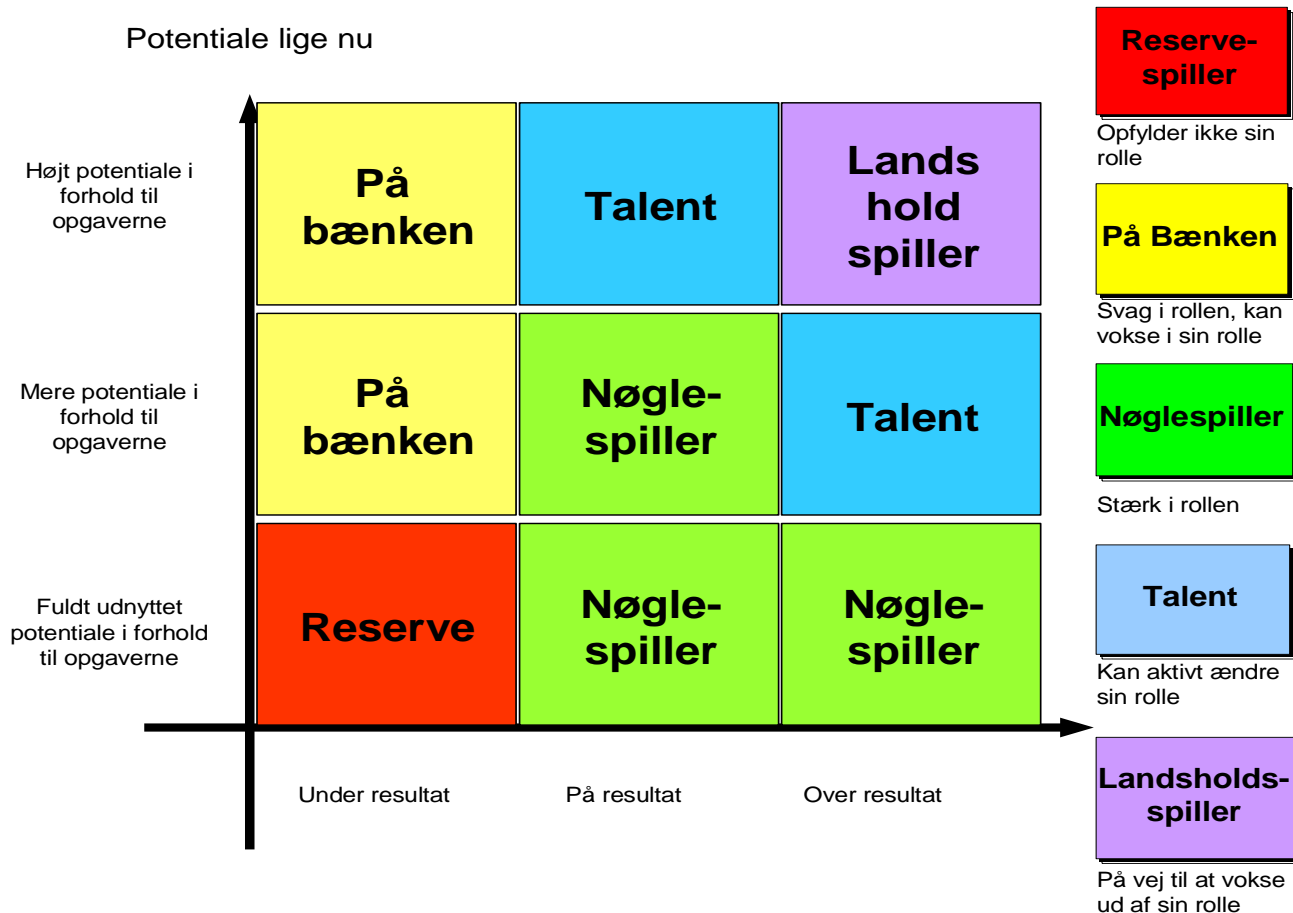 Potentiale lige nu
Højt potentiale i
forhold til
opgaverne
På
bænken
Talent
Lands
hold
spiller
Mere potentiale i
forhold til
opgaverne
På
bænken
Nøgle-
spiller
Talent
Fuldt udnyttet
potentiale i forhold
til opgaverne
Reserve
Nøgle-
spiller
Nøgle-
spiller
Under resultat
På resultat
Over resultat
Reserve-
spiller
Opfylder ikke sin
rolle
På Bænken
Svag i rollen, kan
vokse i sin rolle
Nøglespiller
Stærk i rollen
Talent
Kan aktivt ændre
sin rolle
Landsholds-
spiller
På vej til at vokse
ud af sin rolle